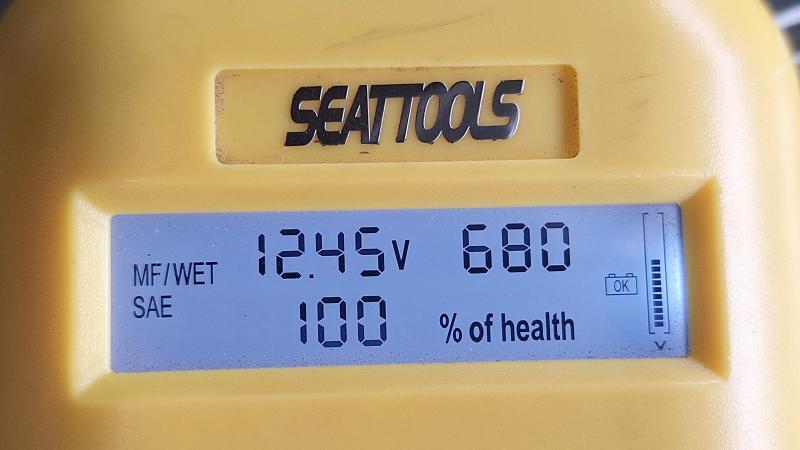 SEATTOOLS
MF/WET 12.45V 680
SAE 100 % of health
OK
V